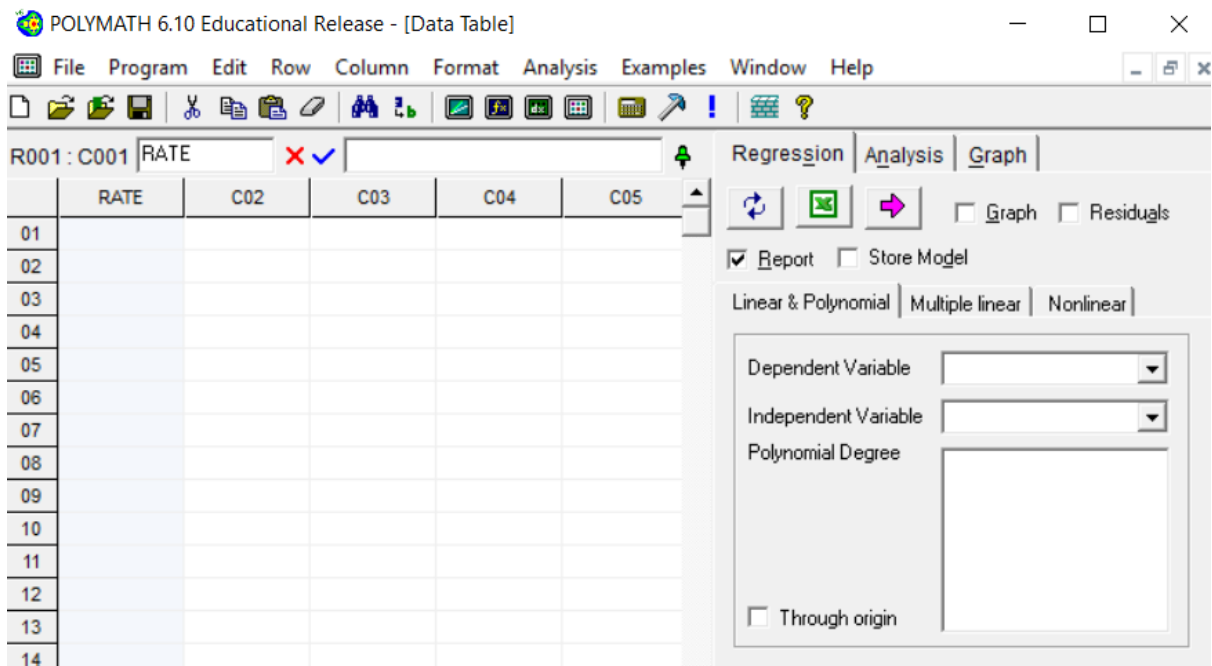 POLYMATH 6.10 Educational Release - [Data Table]
File Program Edit Row Column Format Analysis Examples Window Help
R001 : C001 RATE
Regression Analysis Graph
RATE C02 C03 C04 C05
Graph Residuals
01
02
Report Store Model
03
Linear & Polynomial Multiple linear Nonlinear
04
05
Dependent Variable
06
07
Independent Variable
08
Polynomial Degree
09
10
11
12
13
Through origin
14